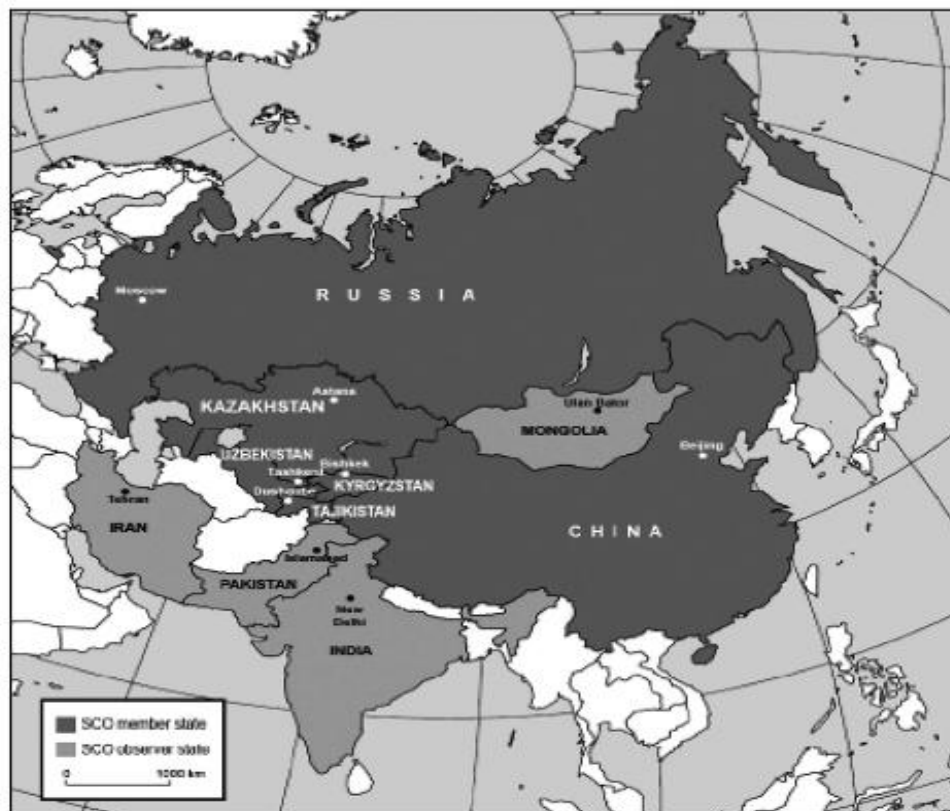 Moscow
RUSSIA
Astana
KAZAKHSTAN
Ulan Bator
MONGOLIA
UZBEKISTAN
Beijing
Bishkek
Tashkent
KYRGYZSTAN
Dushanbe
TAJIKISTAN
Tehran
IRAN
CHINA
Islamabad
PAKISTAN
New
Delhi
INDIA
SCO member state
SCO observer state
0 1000 km